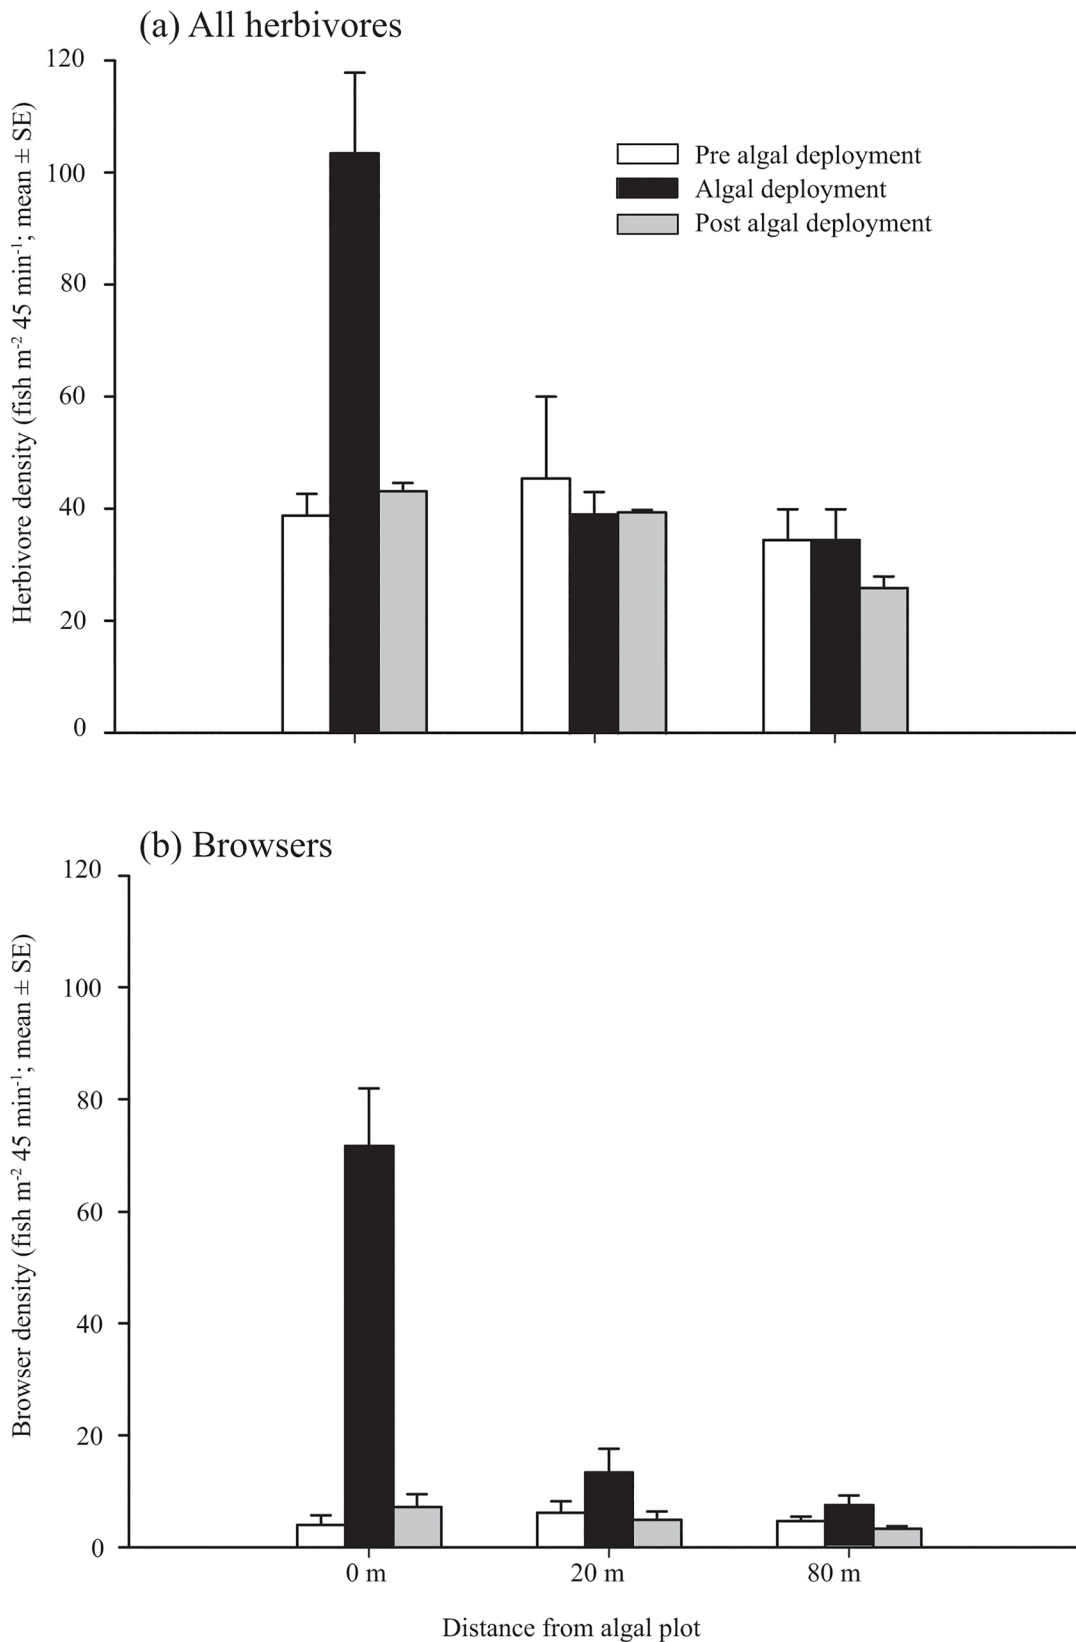 (a) All herbivores
120
100
80
60
40
20
0
Herbivore density (fish m⁻² 45 min⁻¹; mean ± SE)
Pre algal deployment
Algal deployment
Post algal deployment
(b) Browsers
120
100
80
60
40
20
0
Browser density (fish m⁻² 45 min⁻¹; mean ± SE)
0 m 20 m 80 m
Distance from algal plot